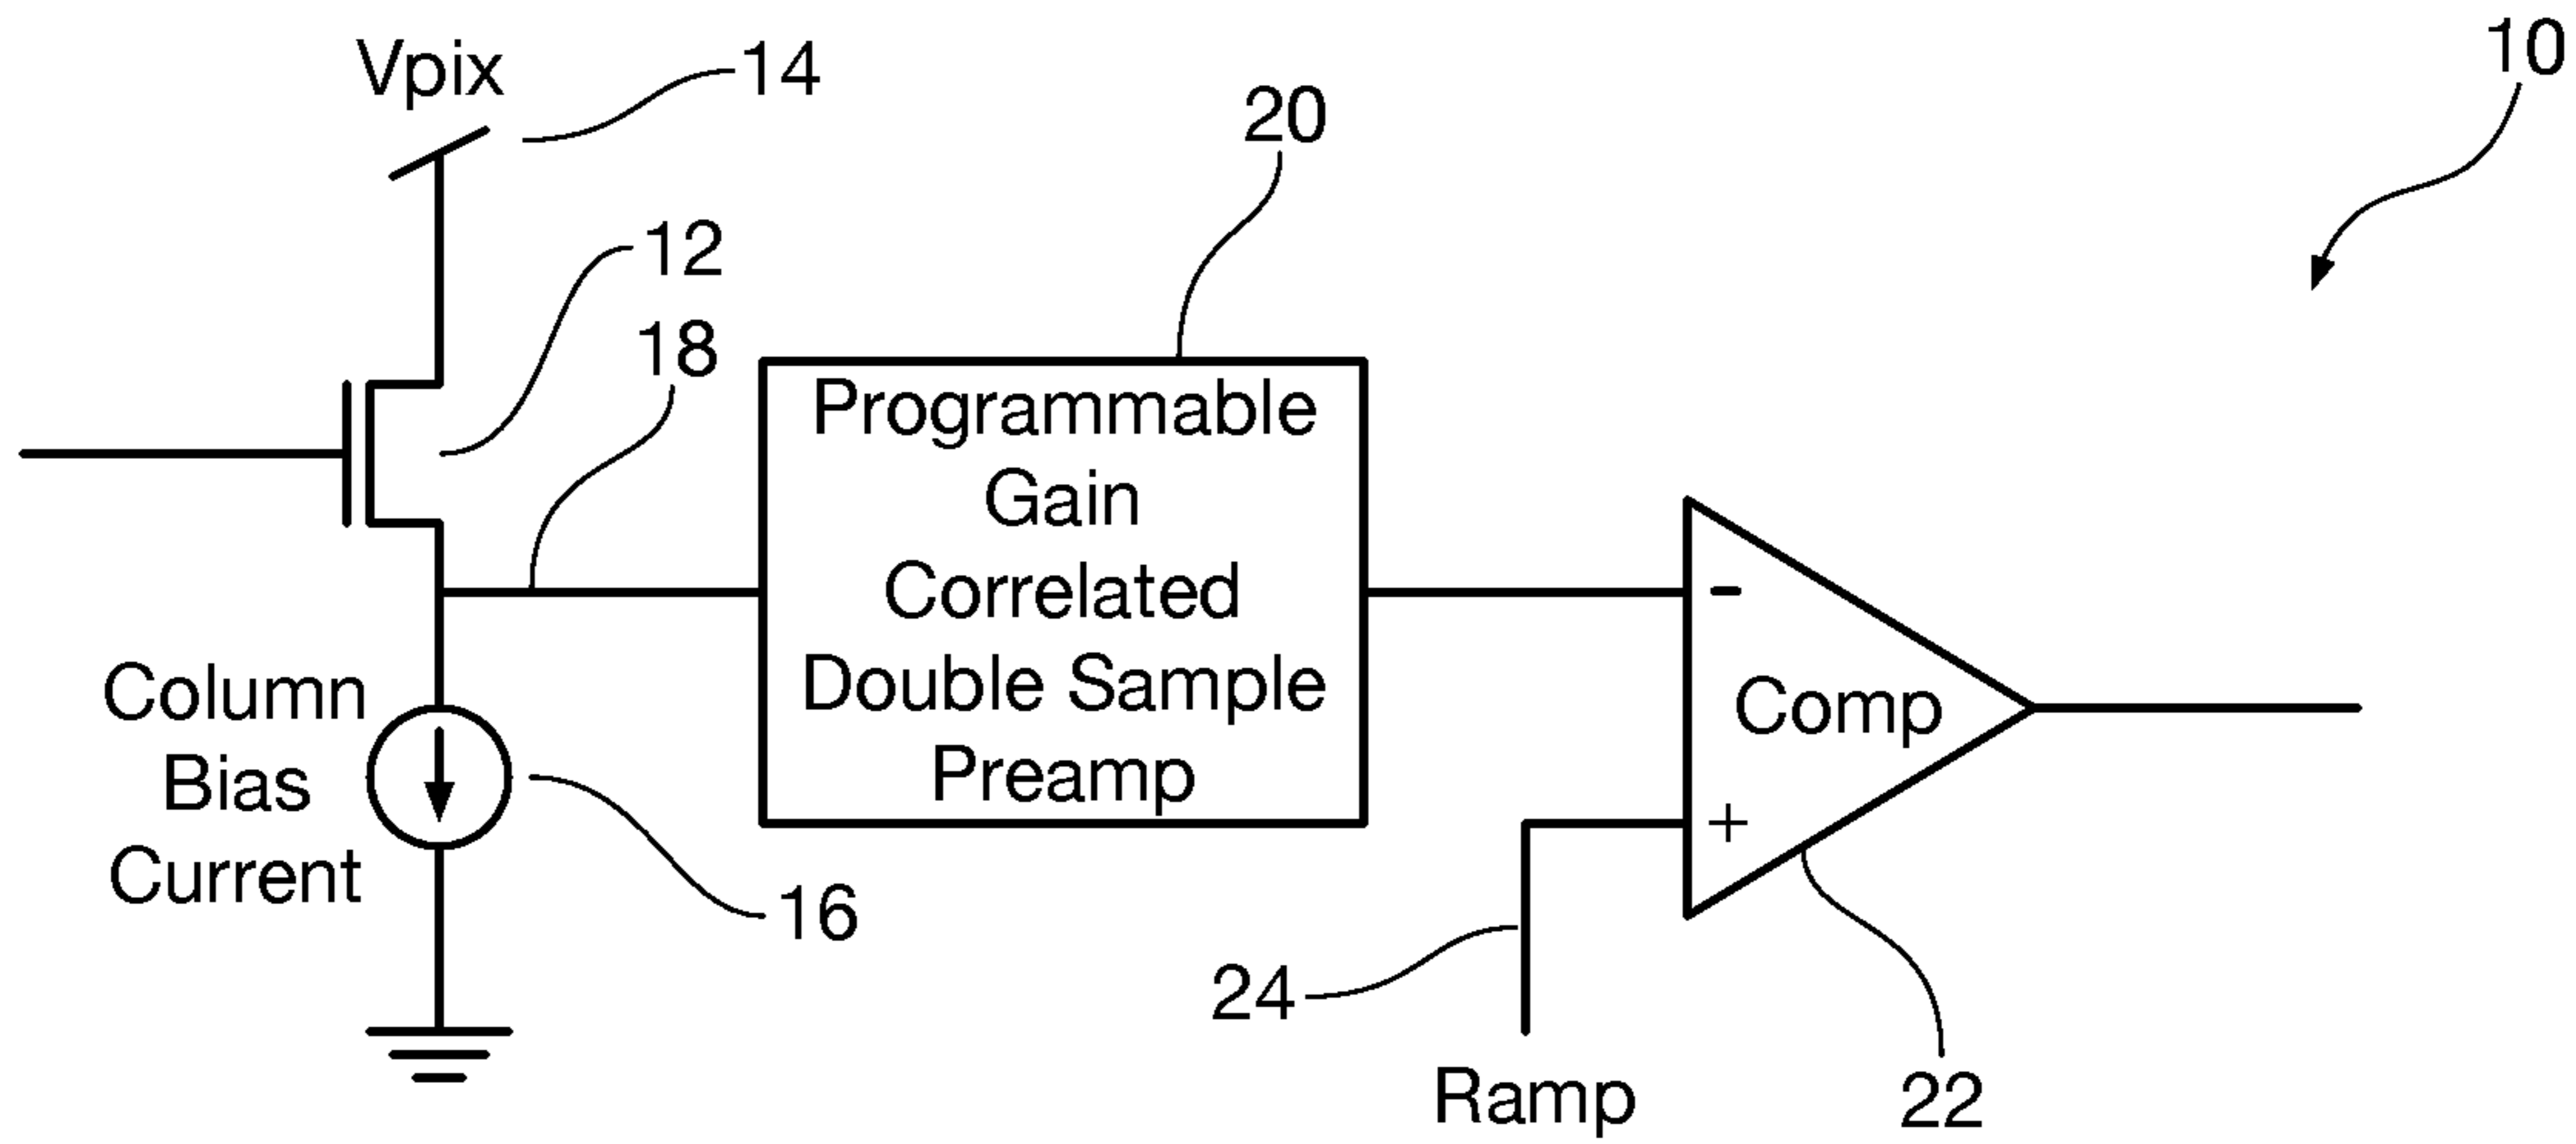 Vpix
14
10
20
12
18
Programmable
Gain
Correlated
Double Sample
Preamp
-
Comp
+
Column
Bias
Current
16
24
Ramp
22